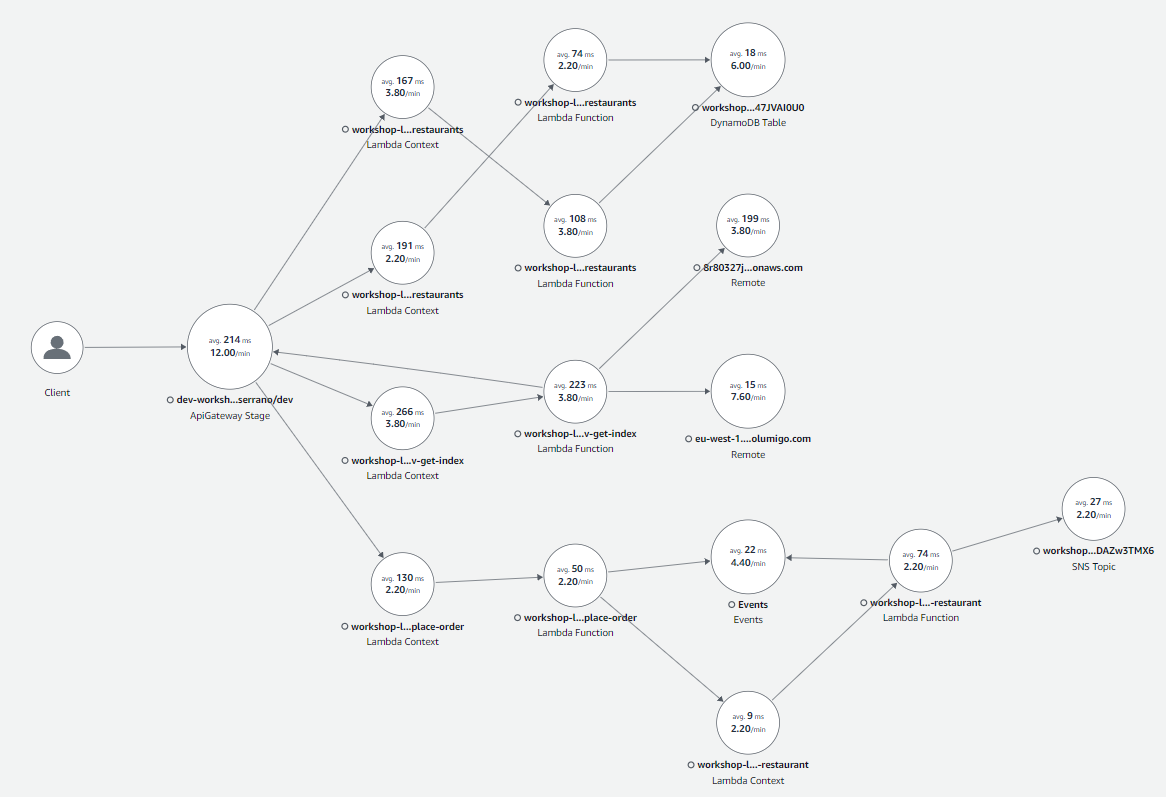 avg. 74 ms
2.20/min
workshop-l...restaurants
Lambda Function
avg. 18 ms
6.00/min
workshop...47JVAI0U0
DynamoDB Table
avg. 167 ms
3.80/min
workshop-l...restaurants
Lambda Context
avg. 108 ms
3.80/min
workshop-l...restaurants
Lambda Function
avg. 199 ms
3.80/min
8r80327j...onaws.com
Remote
avg. 191 ms
2.20/min
workshop-l...restaurants
Lambda Context
Client
avg. 214 ms
12.00/min
dev-worksh...serrano/dev
ApiGateway Stage
avg. 266 ms
3.80/min
workshop-l...v-get-index
Lambda Context
avg. 223 ms
3.80/min
workshop-l...v-get-index
Lambda Function
avg. 15 ms
7.60/min
eu-west-1....olumigo.com
Remote
avg. 130 ms
2.20/min
workshop-l...place-order
Lambda Context
avg. 50 ms
2.20/min
workshop-l...place-order
Lambda Function
avg. 22 ms
4.40/min
Events
Events
avg. 74 ms
2.20/min
workshop-l...-restaurant
Lambda Function
avg. 27 ms
2.20/min
workshop...DAZw3TMX6
SNS Topic
avg. 9 ms
2.20/min
workshop-l...-restaurant
Lambda Context